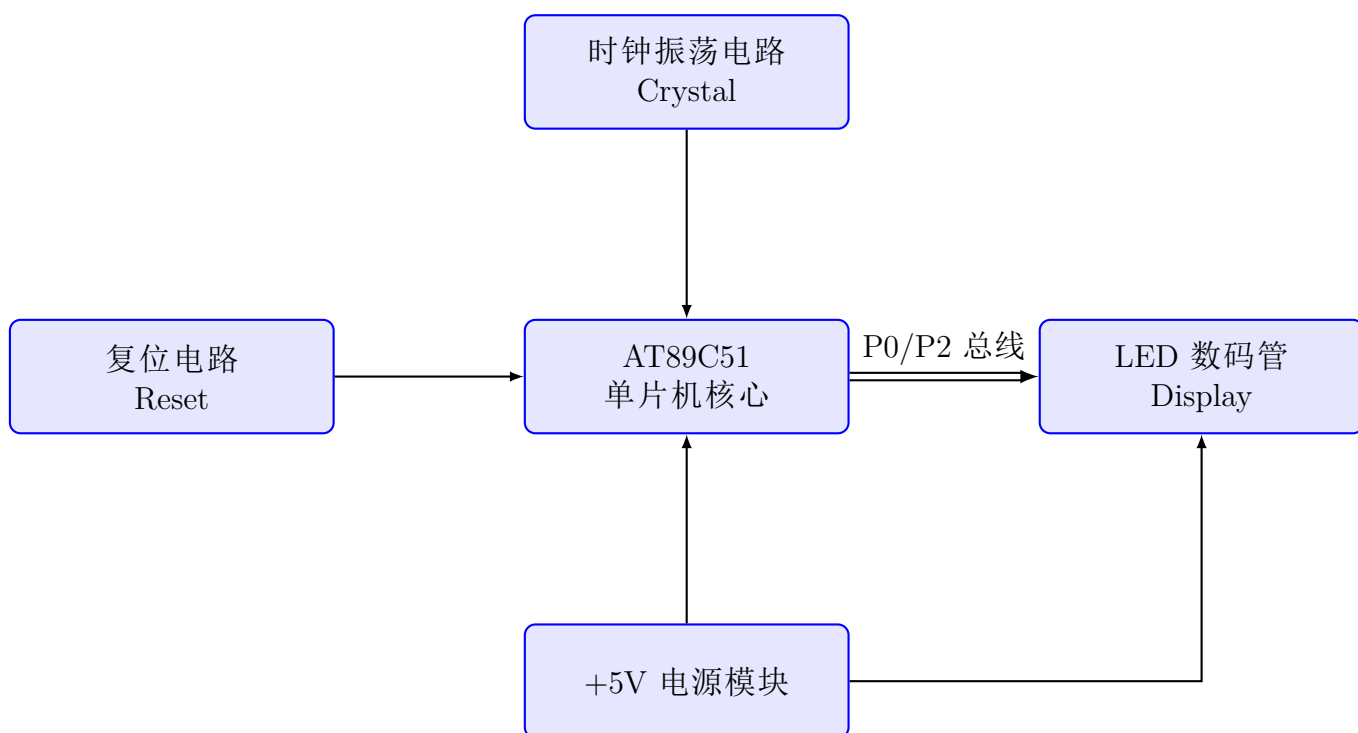 时钟振荡电路
Crystal
复位电路
Reset
AT89C51
单片机核心
P0/P2 总线
LED 数码管
Display
+5V 电源模块